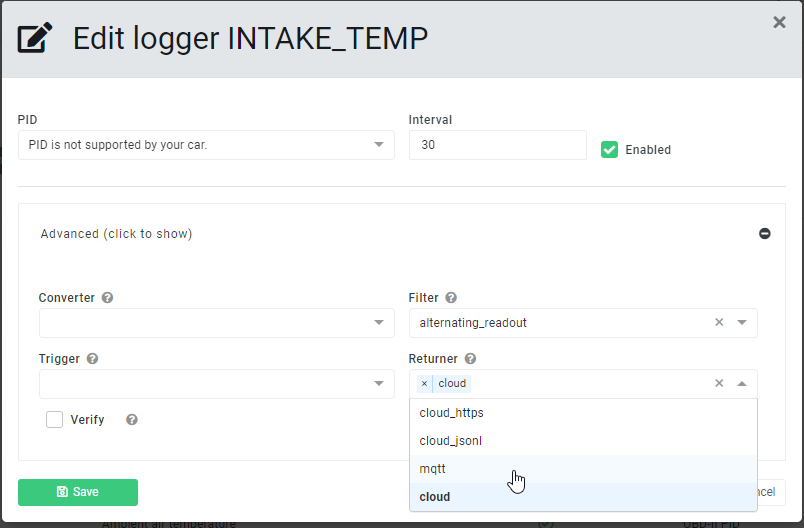 Edit logger INTAKE_TEMP
PID
Interval
PID is not supported by your car.
30
Enabled
Advanced (click to show)
Converter
Filter
alternating_readout
Trigger
Returner
× cloud
Verify
cloud_https
cloud_jsonl
mqtt
cloud
Save
ncel
Ambient air temperature
OBD-II PID